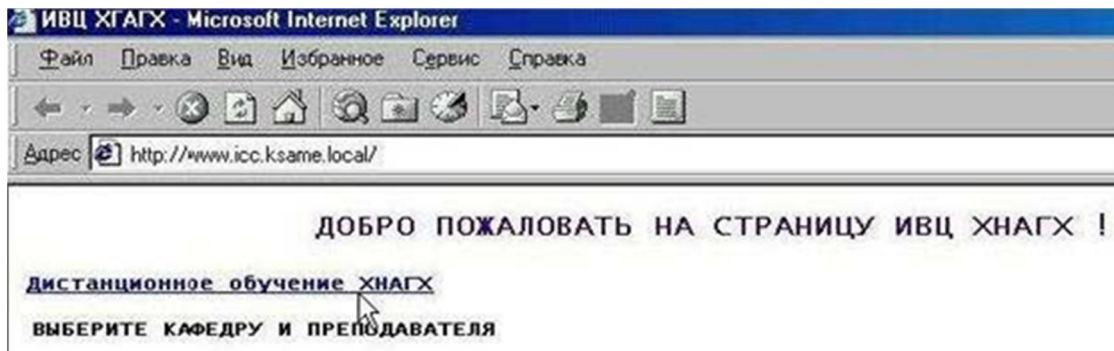 ИВЦ ХГАГХ - Microsoft Internet Explorer
Файл Правка Вид Избранное Сервис Справка
Адрес http://www.icc.ksame.local/
ДОБРО ПОЖАЛОВАТЬ НА СТРАНИЦУ ИВЦ ХНАГХ !
Дистанционное обучение ХНАГХ
ВЫБЕРИТЕ КАФЕДРУ И ПРЕПОДАВАТЕЛЯ